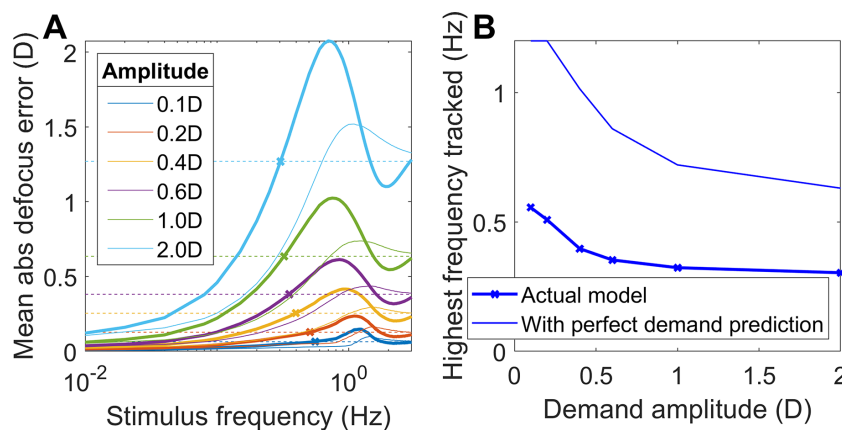 A
Mean abs defocus error (D)
2
1.5
1
0.5
0
Amplitude
0.1D
0.2D
0.4D
0.6D
1.0D
2.0D
10-2
100
Stimulus frequency (Hz)
B
Highest frequency tracked (Hz)
1
0.5
0
Actual model
With perfect demand prediction
0 0.5 1 1.5 2
Demand amplitude (D)